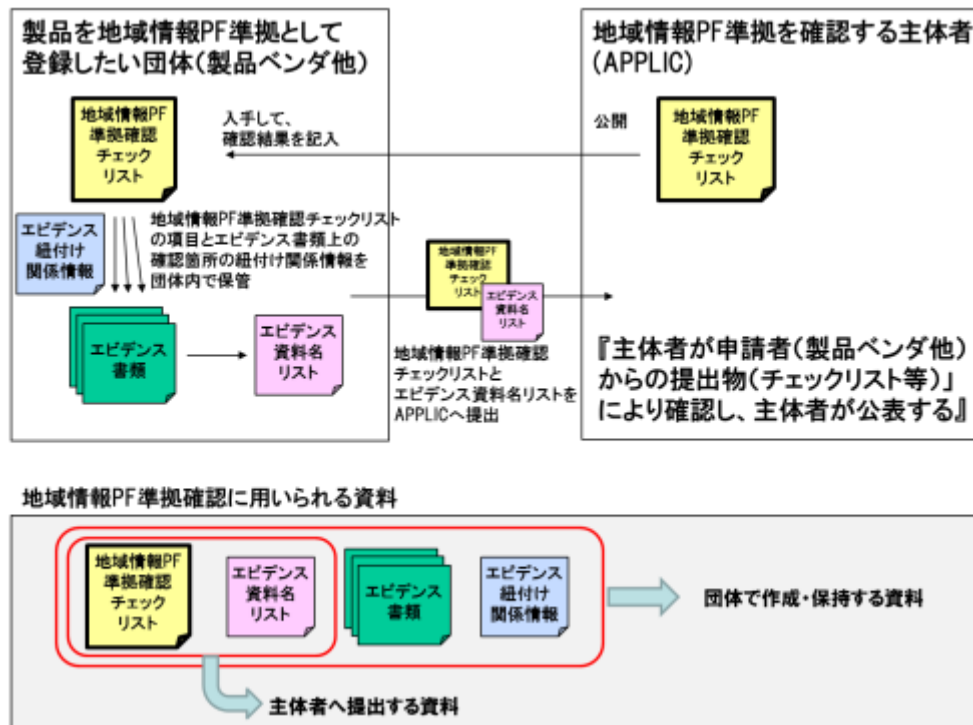 製品を地域情報PF準拠として
登録したい団体(製品ベンダ他)
地域情報PF
準拠確認
チェック
リスト
入手して、
確認結果を記入
エビデンス
紐付け
関係情報
地域情報PF準拠確認チェックリスト
の項目とエビデンス書類上の
確認箇所の紐付け関係情報を
団体内で保管
エビデンス
書類
エビデンス
資料名
リスト
地域情報PF
準拠確認
チェック
リスト
エビデンス
資料名
リスト
地域情報PF準拠確認
チェックリストと
エビデンス資料名リストを
APPLICへ提出
地域情報PF準拠を確認する主体者
(APPLIC)
公開
地域情報PF
準拠確認
チェック
リスト
『主体者が申請者(製品ベンダ他)
からの提出物(チェックリスト等)」
により確認し、主体者が公表する』
地域情報PF準拠確認に用いられる資料
地域情報PF
準拠確認
チェック
リスト
エビデンス
資料名
リスト
エビデンス
書類
エビデンス
紐付け
関係情報
団体で作成・保持する資料
主体者へ提出する資料